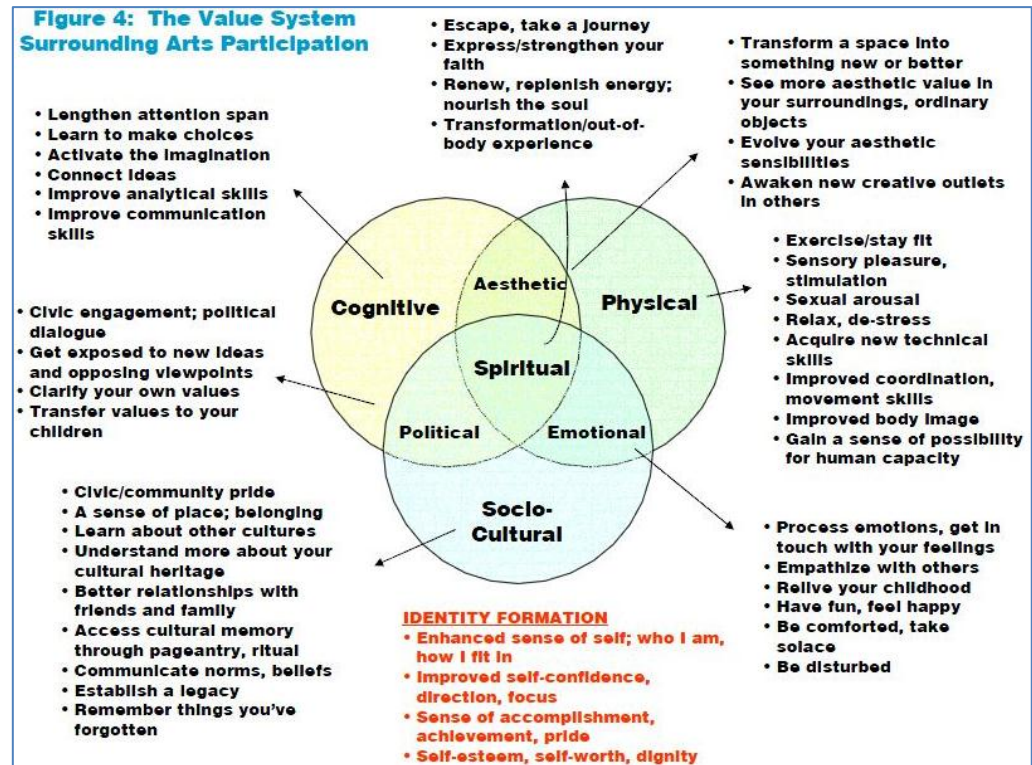 Figure 4: The Value System
Surrounding Arts Participation
• Escape, take a journey
• Express/strengthen your
faith
• Renew, replenish energy;
nourish the soul
• Transformation/out-of-
body experience
• Transform a space into
something new or better
• See more aesthetic value in
your surroundings, ordinary
objects
• Evolve your aesthetic
sensibilities
• Awaken new creative outlets
in others
• Lengthen attention span
• Learn to make choices
• Activate the imagination
• Connect ideas
• Improve analytical skills
• Improve communication
skills
• Exercise/stay fit
• Sensory pleasure,
stimulation
• Sexual arousal
• Relax, de-stress
• Acquire new technical
skills
• Improved coordination,
movement skills
• Improved body image
• Gain a sense of possibility
for human capacity
Aesthetic
Cognitive
Physical
Spiritual
Political
Emotional
Socio-
Cultural
• Civic engagement; political
dialogue
• Get exposed to new ideas
and opposing viewpoints
• Clarify your own values
• Transfer values to your
children
• Civic/community pride
• A sense of place; belonging
• Learn about other cultures
• Understand more about your
cultural heritage
• Better relationships with
friends and family
• Access cultural memory
through pageantry, ritual
• Communicate norms, beliefs
• Establish a legacy
• Remember things you've
forgotten
• Process emotions, get in
touch with your feelings
• Empathize with others
• Relive your childhood
• Have fun, feel happy
• Be comforted, take
solace
• Be disturbed
IDENTITY FORMATION
• Enhanced sense of self; who I am,
how I fit in
• Improved self-confidence,
direction, focus
• Sense of accomplishment,
achievement, pride
• Self-esteem, self-worth, dignity